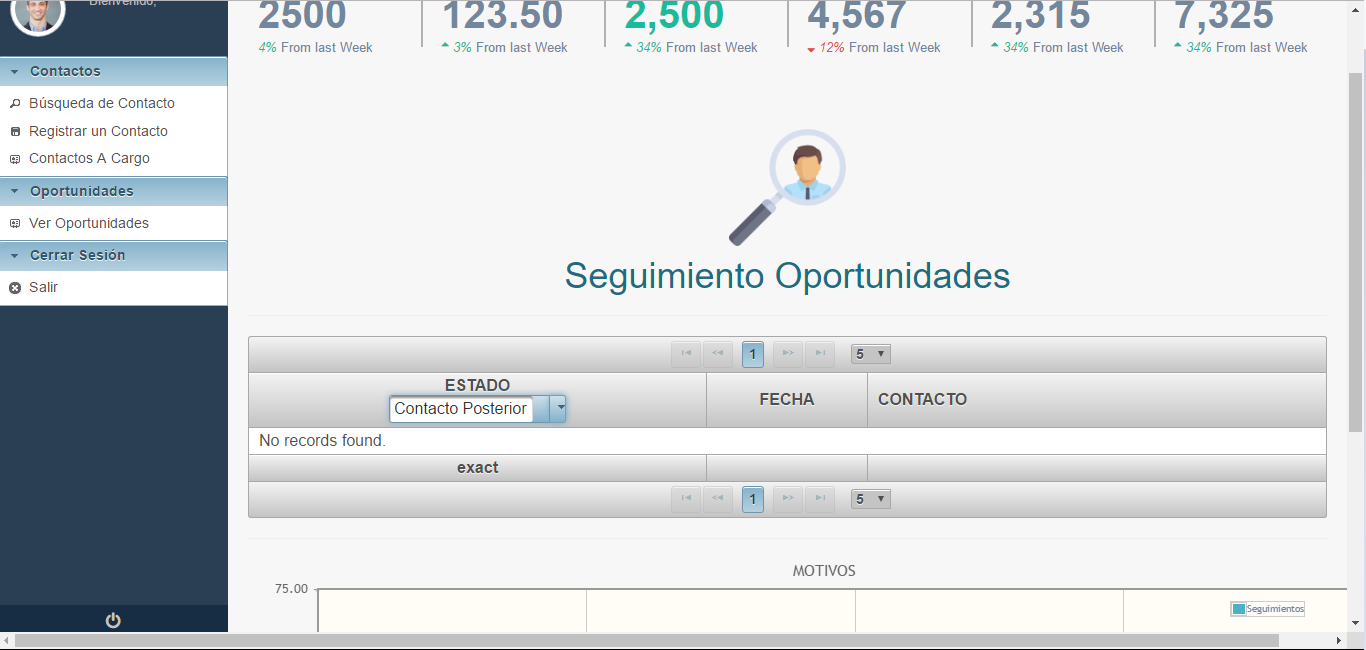 Bienvenido,
2500
123.50
2,500
4,567
2,315
7,325
4% From last Week
3% From last Week
34% From last Week
12% From last Week
34% From last Week
34% From last Week
Contactos
Búsqueda de Contacto
Registrar un Contacto
Contactos A Cargo
Oportunidades
Ver Oportunidades
Cerrar Sesión
Salir
Seguimiento Oportunidades
1
5
ESTADO
Contacto Posterior
FECHA
CONTACTO
No records found.
exact
1
5
MOTIVOS
75.00
Seguimientos